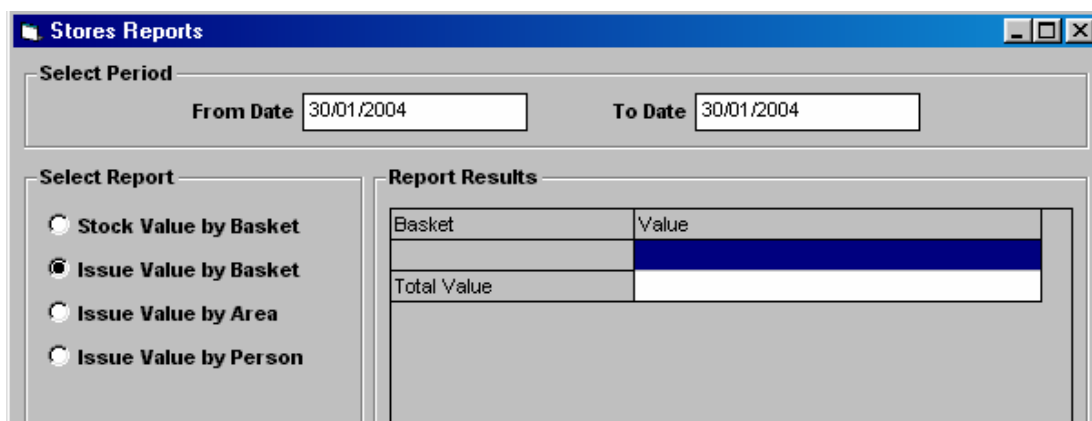 Stores Reports
Select Period
From Date 30/01/2004 To Date 30/01/2004
Select Report
Stock Value by Basket
Issue Value by Basket
Issue Value by Area
Issue Value by Person
Report Results
Basket Value
Total Value